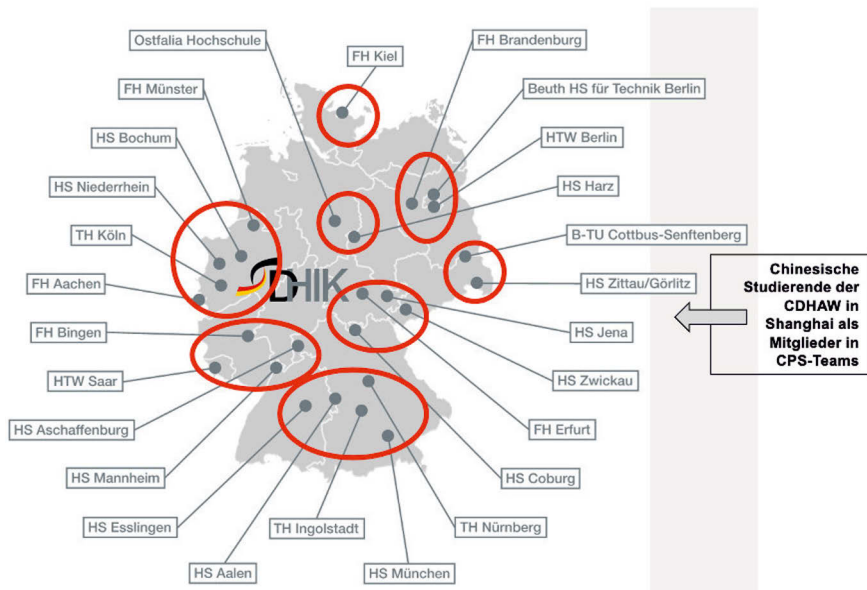 Ostfalia Hochschule
FH Kiel
FH Brandenburg
FH Münster
Beuth HS für Technik Berlin
HS Bochum
HTW Berlin
HS Niederrhein
HS Harz
TH Köln
B-TU Cottbus-Senftenberg
FH Aachen
HS Zittau/Görlitz
DHIK
FH Bingen
HS Jena
HTW Saar
HS Zwickau
HS Aschaffenburg
FH Erfurt
HS Mannheim
HS Coburg
HS Esslingen
TH Ingolstadt
TH Nürnberg
HS Aalen
HS München
Chinesische
Studierende der
CDHAW in
Shanghai als
Mitglieder in
CPS-Teams